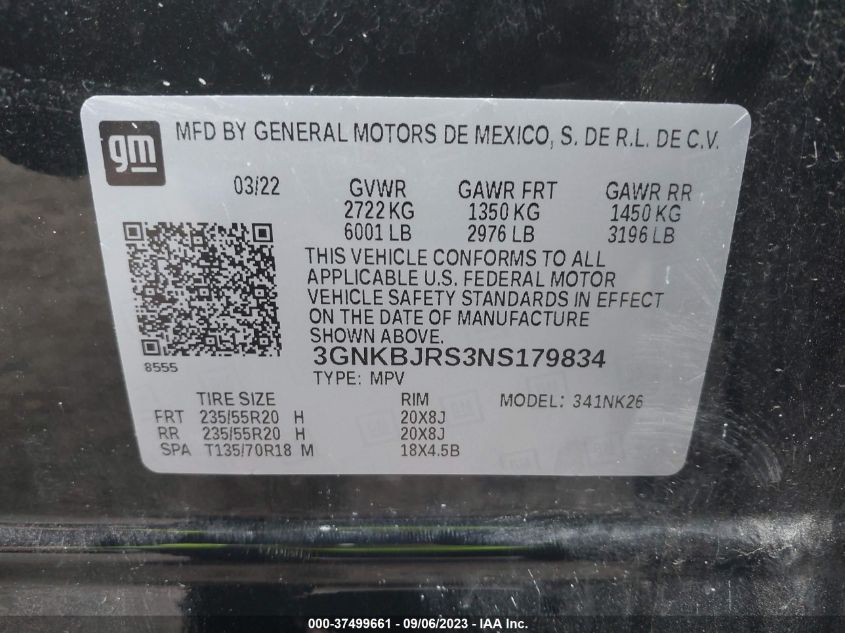 gm
MFD BY GENERAL MOTORS DE MEXICO, S. DE R.L. DE C.V.
03/22 GVWR GAWR FRT GAWR RR
2722 KG 1350 KG 1450 KG
6001 LB 2976 LB 3196 LB
THIS VEHICLE CONFORMS TO ALL
APPLICABLE U.S. FEDERAL MOTOR
VEHICLE SAFETY STANDARDS IN EFFECT
ON THE DATE OF MANUFACTURE
SHOWN ABOVE.
8555
3GNKBJRS3NS179834
TYPE: MPV
TIRE SIZE RIM MODEL: 341NK26
FRT 235/55R20 H 20X8J
RR 235/55R20 H 20X8J
SPA T135/70R18 M 18X4.5B
000-37499661 - 09/06/2023 - IAA Inc.